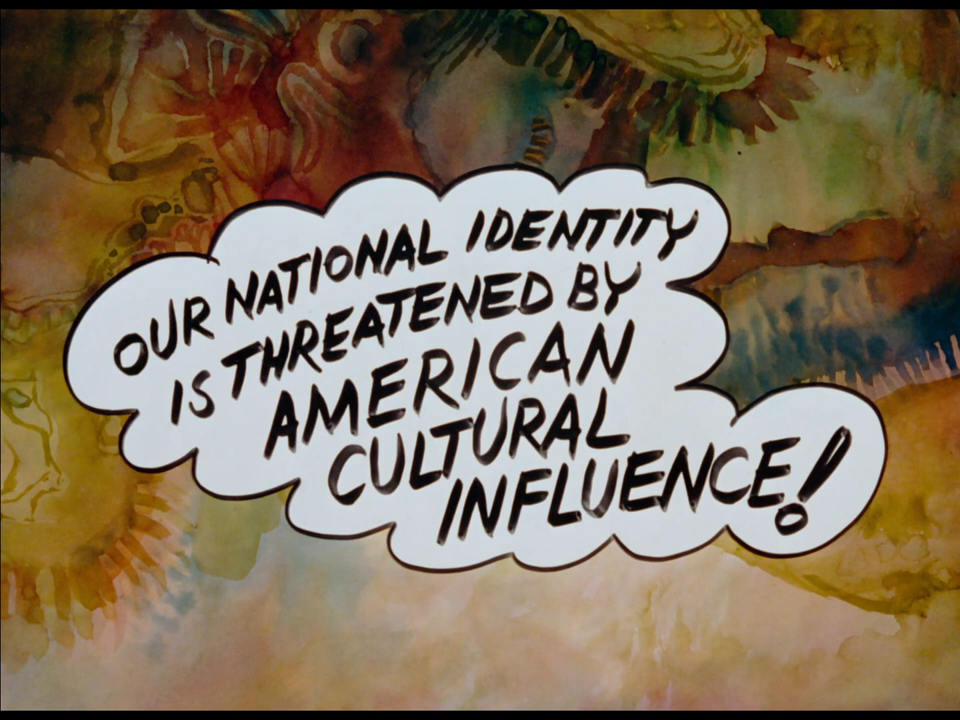 OUR NATIONAL IDENTITY
IS THREATENED BY
AMERICAN
CULTURAL
INFLUENCE!